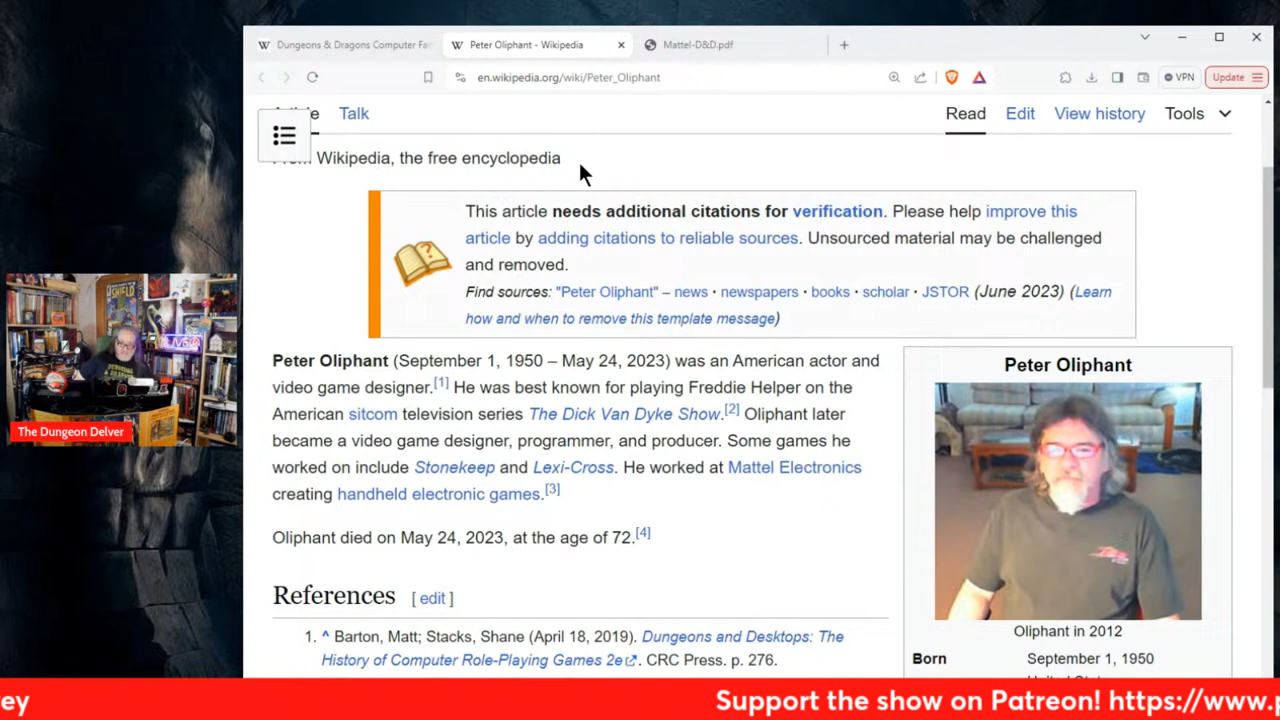 Dungeons & Dragons Computer Fan
Peter Oliphant - Wikipedia
Mattel-D&D.pdf
en.wikipedia.org/wiki/Peter_Oliphant
VPN
Update
Talk
Read
Edit
View history
Tools
Wikipedia, the free encyclopedia
This article needs additional citations for verification. Please help improve this
article by adding citations to reliable sources. Unsourced material may be challenged
and removed.
Find sources: "Peter Oliphant" – news · newspapers · books · scholar · JSTOR (June 2023) (Learn
how and when to remove this template message)
Peter Oliphant (September 1, 1950 – May 24, 2023) was an American actor and
video game designer.[1] He was best known for playing Freddie Helper on the
American sitcom television series The Dick Van Dyke Show.[2] Oliphant later
became a video game designer, programmer, and producer. Some games he
worked on include Stonekeep and Lexi-Cross. He worked at Mattel Electronics
creating handheld electronic games.[3]
Oliphant died on May 24, 2023, at the age of 72.[4]
References [ edit ]
1. ^ Barton, Matt; Stacks, Shane (April 18, 2019). Dungeons and Desktops: The
History of Computer Role-Playing Games 2e. CRC Press. p. 276.
Peter Oliphant
Oliphant in 2012
Born September 1, 1950
SHIELD
The Dungeon Delver
ey
Support the show on Patreon! https://www.p